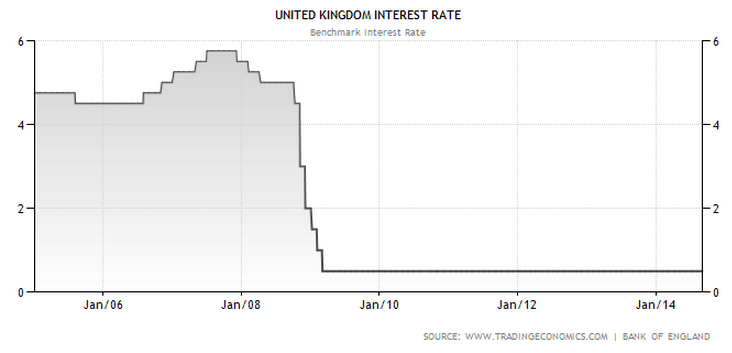 UNITED KINGDOM INTEREST RATE
Benchmark Interest Rate
6 6
4 4
2 2
0 0
Jan/06 Jan/08 Jan/10 Jan/12 Jan/14
SOURCE: WWW.TRADINGECONOMICS.COM | BANK OF ENGLAND